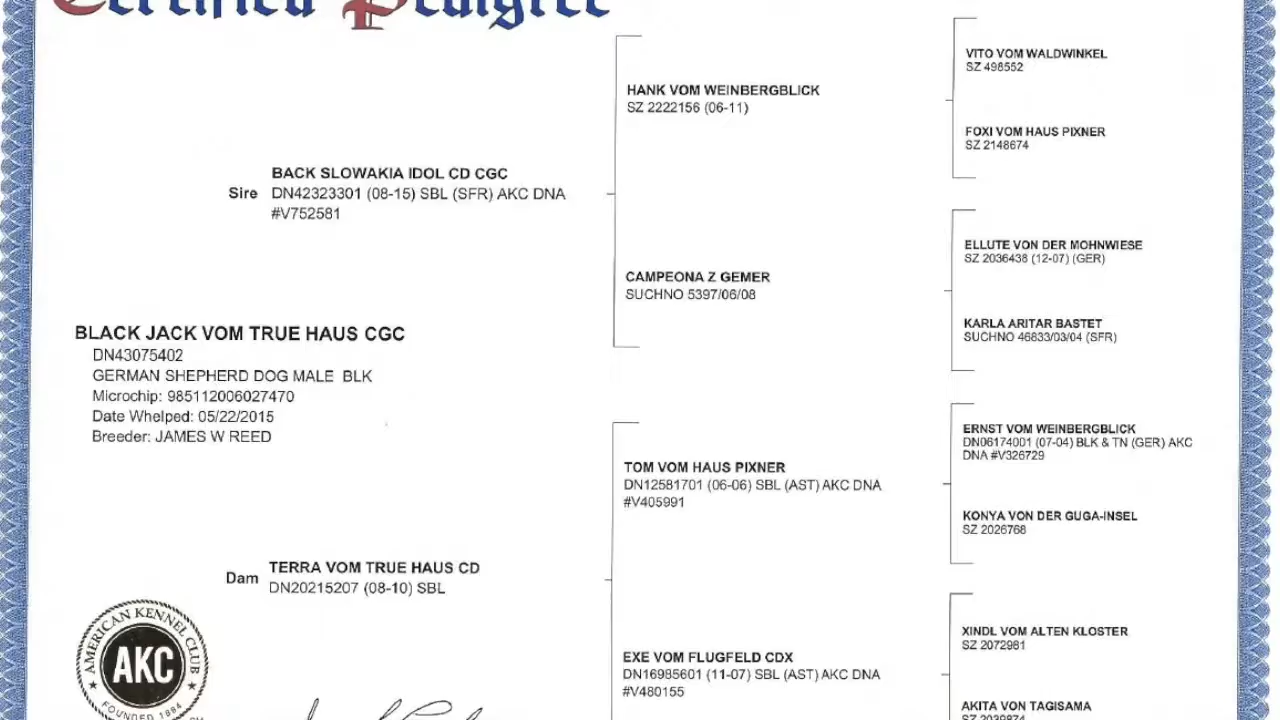 Certified Pedigree
VITO VOM WALDWINKEL
SZ 498552
HANK VOM WEINBERGBLICK
SZ 2222156 (06-11)
FOXI VOM HAUS PIXNER
SZ 2148674
BACK SLOWAKIA IDOL CD CGC
Sire DN42323301 (08-15) SBL (SFR) AKC DNA
#V752581
ELLUTE VON DER MOHNWIESE
SZ 2036438 (12-07) (GER)
CAMPEONA Z GEMER
SUCHNO 5397/06/08
KARLA ARITAR BASTET
SUCHNO 46833/03/04 (SFR)
BLACK JACK VOM TRUE HAUS CGC
DN43075402
GERMAN SHEPHERD DOG MALE BLK
Microchip: 985112006027470
Date Whelped: 05/22/2015
Breeder: JAMES W REED
ERNST VOM WEINBERGBLICK
DN06174001 (07-04) BLK & TN (GER) AKC
DNA #V326729
TOM VOM HAUS PIXNER
DN12581701 (06-06) SBL (AST) AKC DNA
#V405991
KONYA VON DER GUGA-INSEL
SZ 2026768
TERRA VOM TRUE HAUS CD
Dam DN20215207 (08-10) SBL
XINDL VOM ALTEN KLOSTER
SZ 2072981
EXE VOM FLUGFELD CDX
DN16985601 (11-07) SBL (AST) AKC DNA
#V480155
AKITA VON TAGISAMA
SZ 2039874
AMERICAN KENNEL CLUB
AKC
FOUNDED 1884